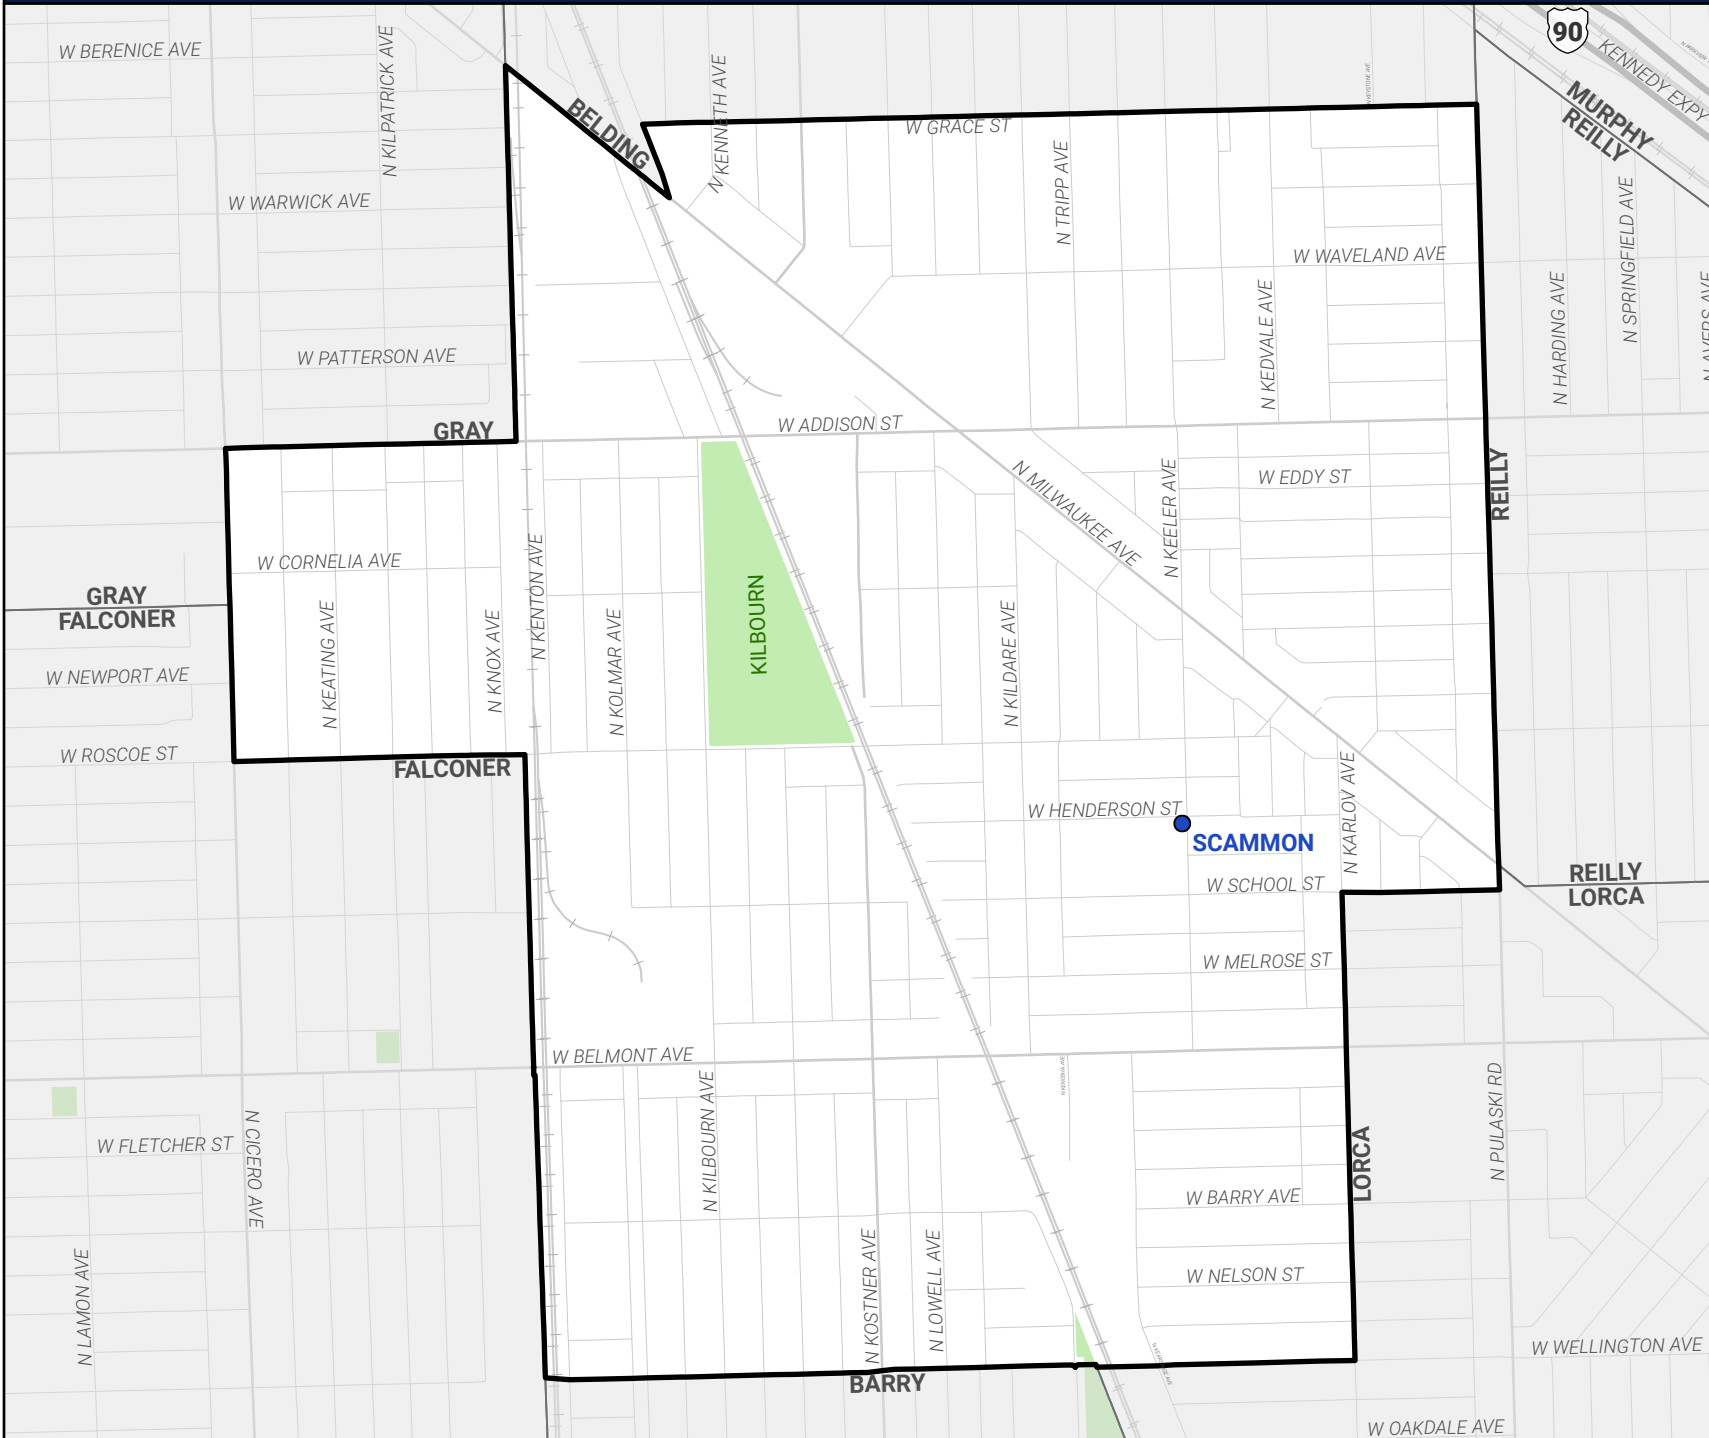 90
KENNEDY EXPY
W BERENICE AVE
N KILPATRICK AVE
N KENNETH AVE
BELDING
W GRACE ST
MURPHY
REILLY
W WARWICK AVE
N TRIPP AVE
W WAVELAND AVE
N SPRINGFIELD AVE
N HARDING AVE
N KEDVALE AVE
N AVERS AVE
W PATTERSON AVE
GRAY
W ADDISON ST
N MILWAUKEE AVE
N KEELER AVE
W EDDY ST
REILLY
W CORNELIA AVE
GRAY
FALCONER
N KEATING AVE
N KNOX AVE
N KENTON AVE
N KOLMAR AVE
KILBOURN
N KILDARE AVE
W NEWPORT AVE
W ROSCOE ST
FALCONER
W HENDERSON ST
SCAMMON
N KARLOV AVE
W SCHOOL ST
REILLY
LORCA
W MELROSE ST
W BELMONT AVE
N KENOSHA AVE
N KILBOURN AVE
N PULASKI RD
W FLETCHER ST
N CICERO AVE
LORCA
W BARRY AVE
N LAMON AVE
N KOSTNER AVE
N LOWELL AVE
W NELSON ST
W WELLINGTON AVE
BARRY
W OAKDALE AVE